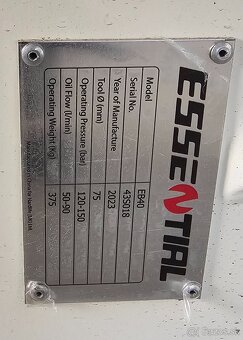 ESSENTIAL
Model EB40
Serial No. 435018
Year of Manufacture 2023
Tool Ø (mm) 75
Operating Pressure (bar) 120-150
Oil Flow (l/min) 50-90
Operating Weight (Kg) 375